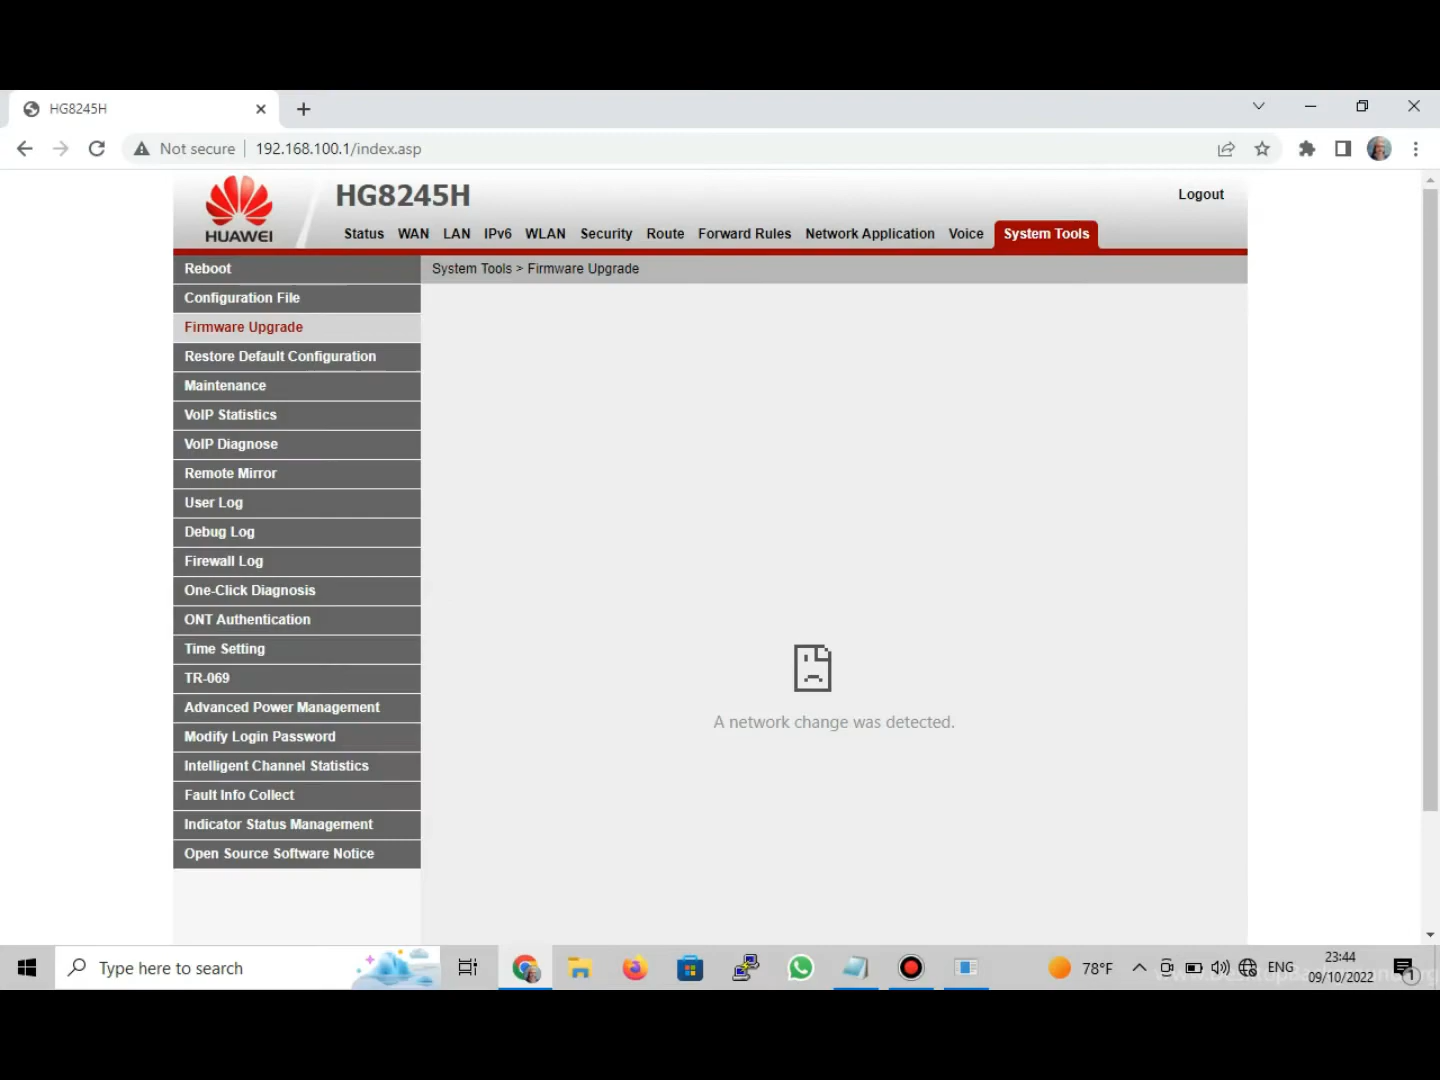 HG8245H
Not secure
192.168.100.1/index.asp
HUAWEI
HG8245H
Logout
Status WAN LAN IPv6 WLAN Security Route Forward Rules Network Application Voice System Tools
System Tools > Firmware Upgrade
Reboot
Configuration File
Firmware Upgrade
Restore Default Configuration
Maintenance
VoIP Statistics
VoIP Diagnose
Remote Mirror
User Log
Debug Log
Firewall Log
One-Click Diagnosis
ONT Authentication
Time Setting
TR-069
Advanced Power Management
Modify Login Password
Intelligent Channel Statistics
Fault Info Collect
Indicator Status Management
Open Source Software Notice
A network change was detected.
Type here to search
78°F
ENG
23:44
09/10/2022
1